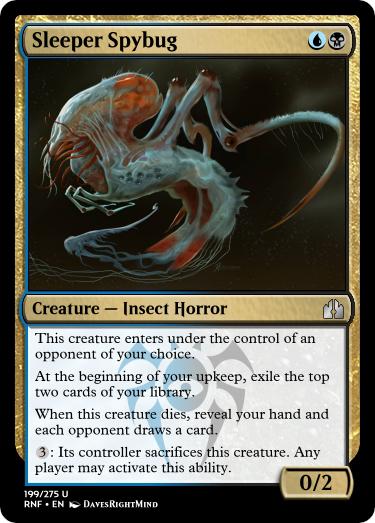 Sleeper Spybug
Creature — Insect Horror
This creature enters under the control of an
opponent of your choice.
At the beginning of your upkeep, exile the top
two cards of your library.
When this creature dies, reveal your hand and
each opponent draws a card.
3: Its controller sacrifices this creature. Any
player may activate this ability.
0/2
199/275 U
RNF • EN DavesRightMind